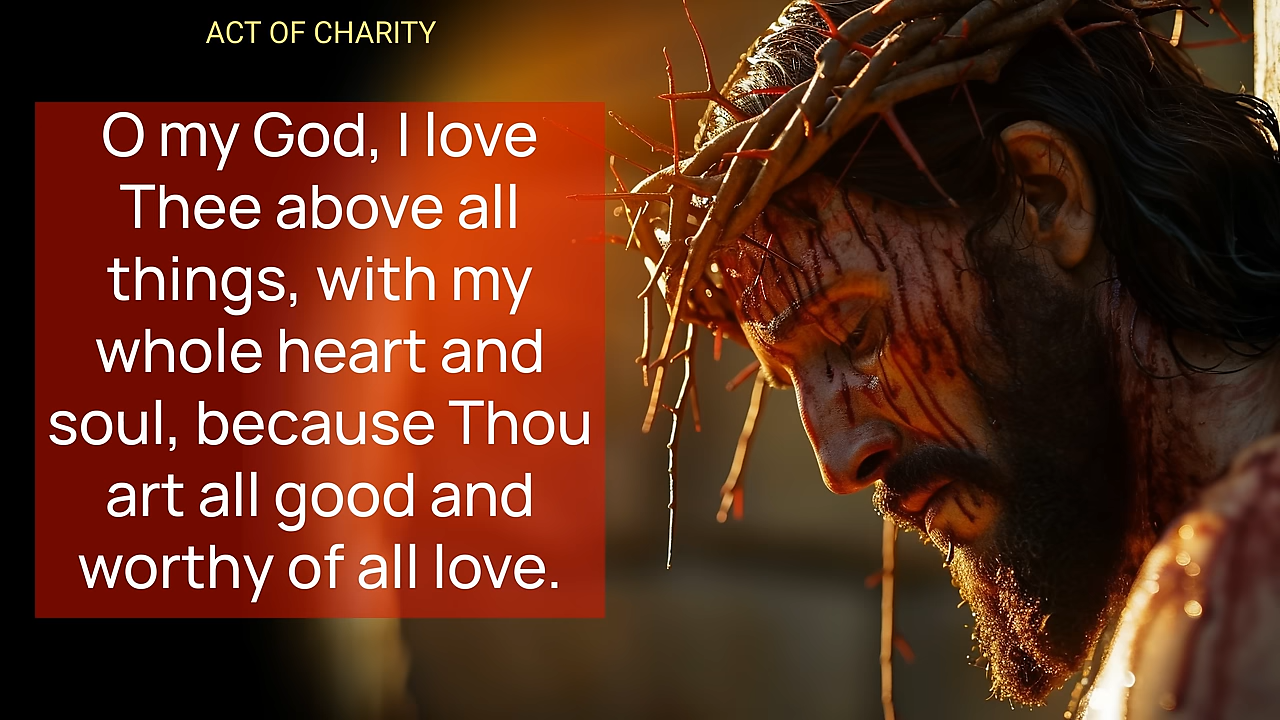 ACT OF CHARITY
O my God, I love
Thee above all
things, with my
whole heart and
soul, because Thou
art all good and
worthy of all love.